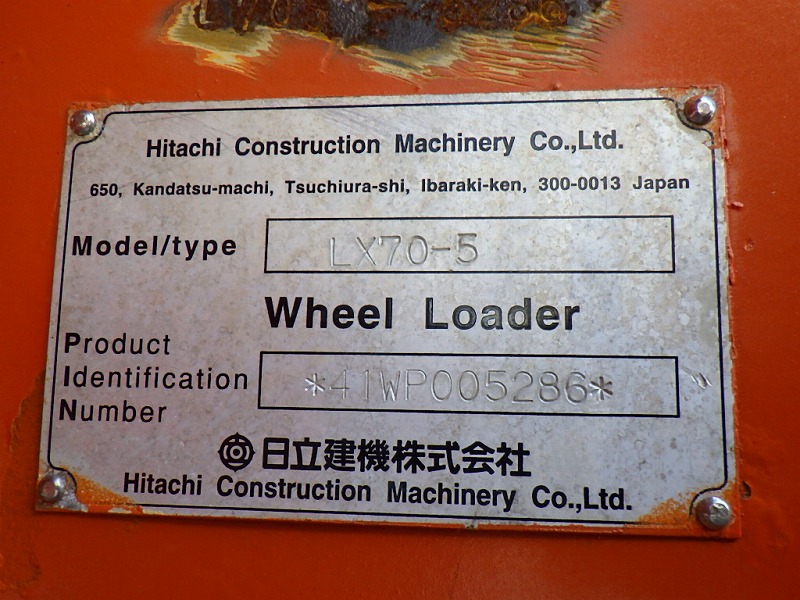 Hitachi Construction Machinery Co.,Ltd.
650, Kandatsu-machi, Tsuchiura-shi, Ibaraki-ken, 300-0013 Japan
Model/type LX70-5
Wheel Loader
Product
Identification
Number
*41WP005286*
日立建機株式会社
Hitachi Construction Machinery Co.,Ltd.